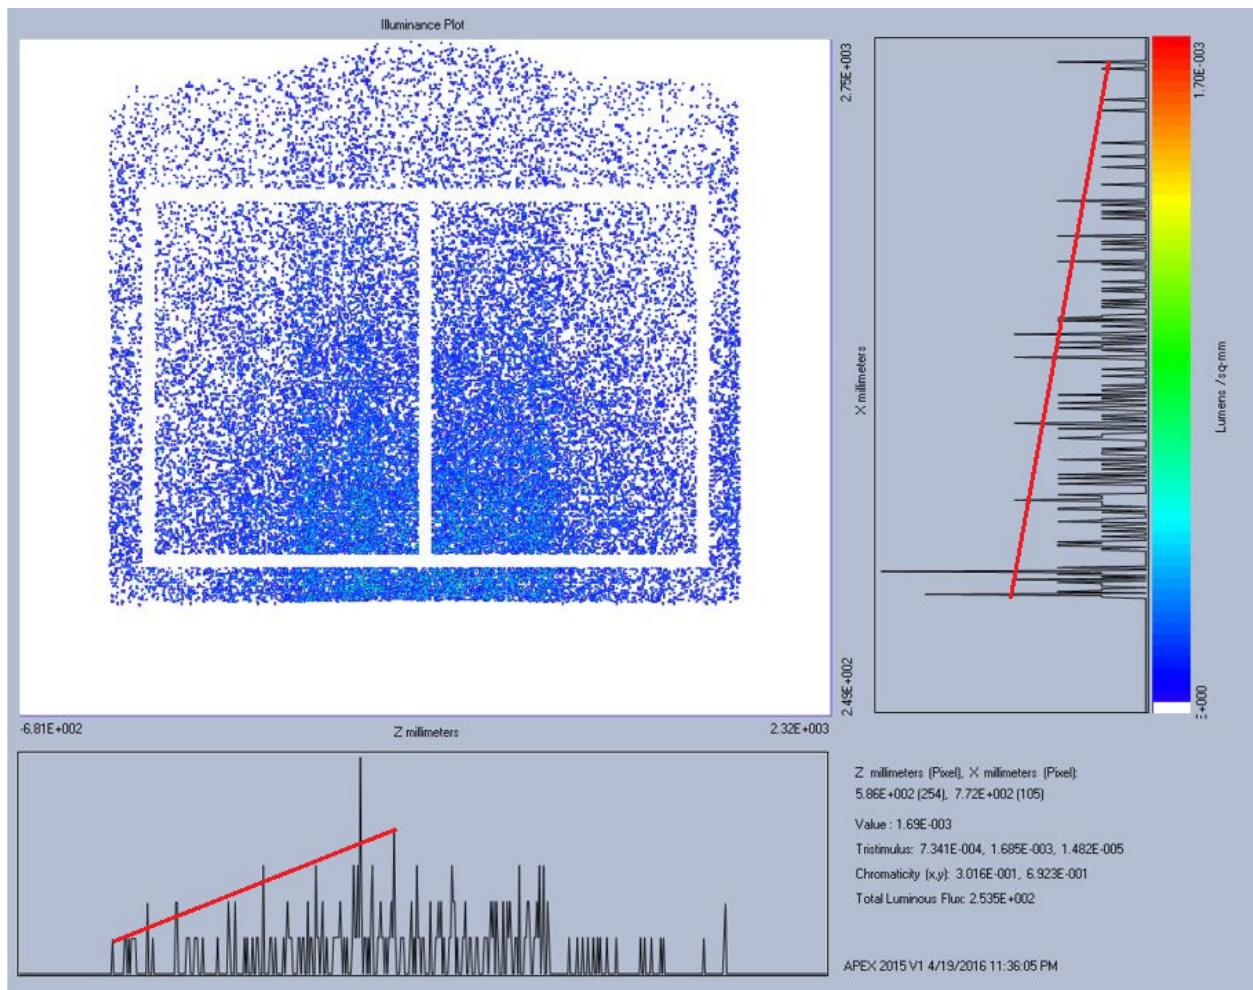 Illuminance Plot
2.75E+003
X millimeters
2.49E+002
1.70E-003
Lumens /sq-mm
E+000
-6.81E+002
Z millimeters
2.32E+003
Z millimeters (Pixel), X millimeters (Pixel):
5.86E+002 (254), 7.72E+002 (105)
Value : 1.69E-003
Tristimulus: 7.341E-004, 1.685E-003, 1.482E-005
Chromaticity (x,y): 3.016E-001, 6.923E-001
Total Luminous Flux: 2.535E+002
APEX 2015 V1 4/19/2016 11:36:05 PM